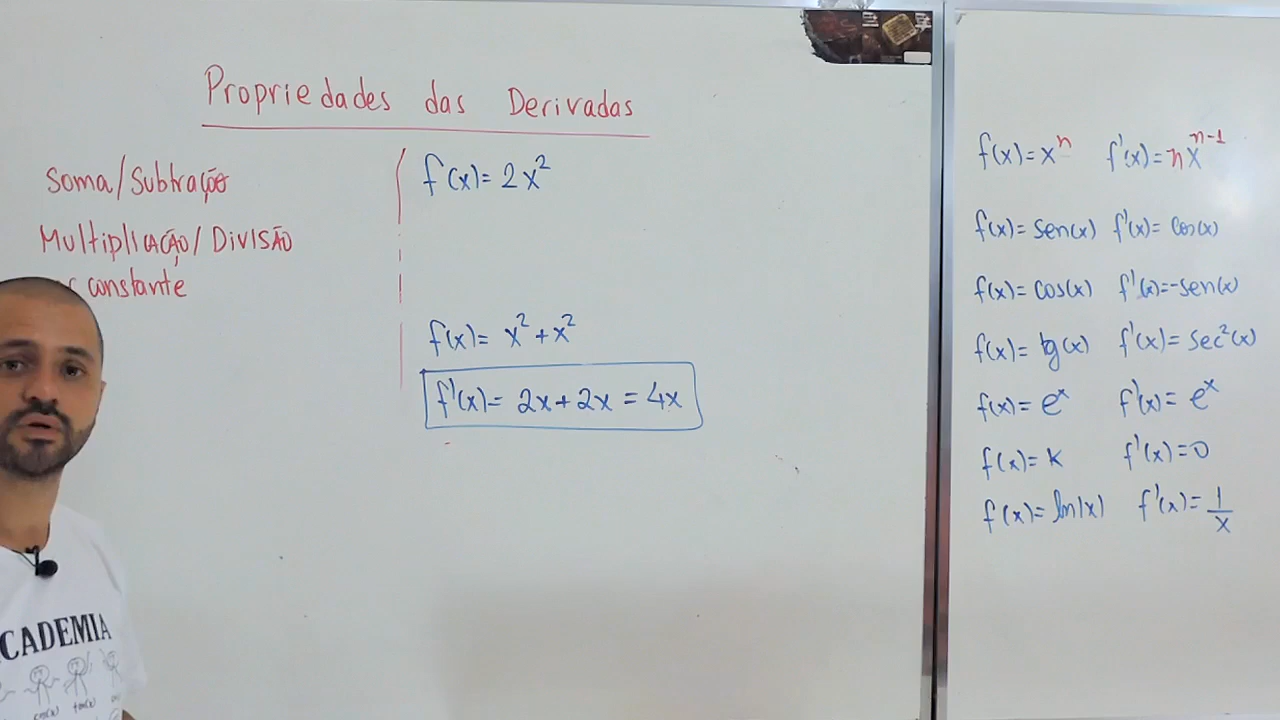 Propriedades das Derivadas
Soma/Subtração
Multiplicação/Divisão
constante
f(x)= 2x²
f(x)= x²+x²
f'(x)= 2x+2x = 4x
f(x)=xⁿ f'(x)=nxⁿ⁻¹
f(x)= sen(x) f'(x)= cos(x)
f(x)= cos(x) f'(x)=-sen(x)
f(x)= tg(x) f'(x)= sec²(x)
f(x)= eˣ f'(x)= eˣ
f(x)= k f'(x)=0
f(x)= ln(x) f'(x)= 1/x
CADEMIA